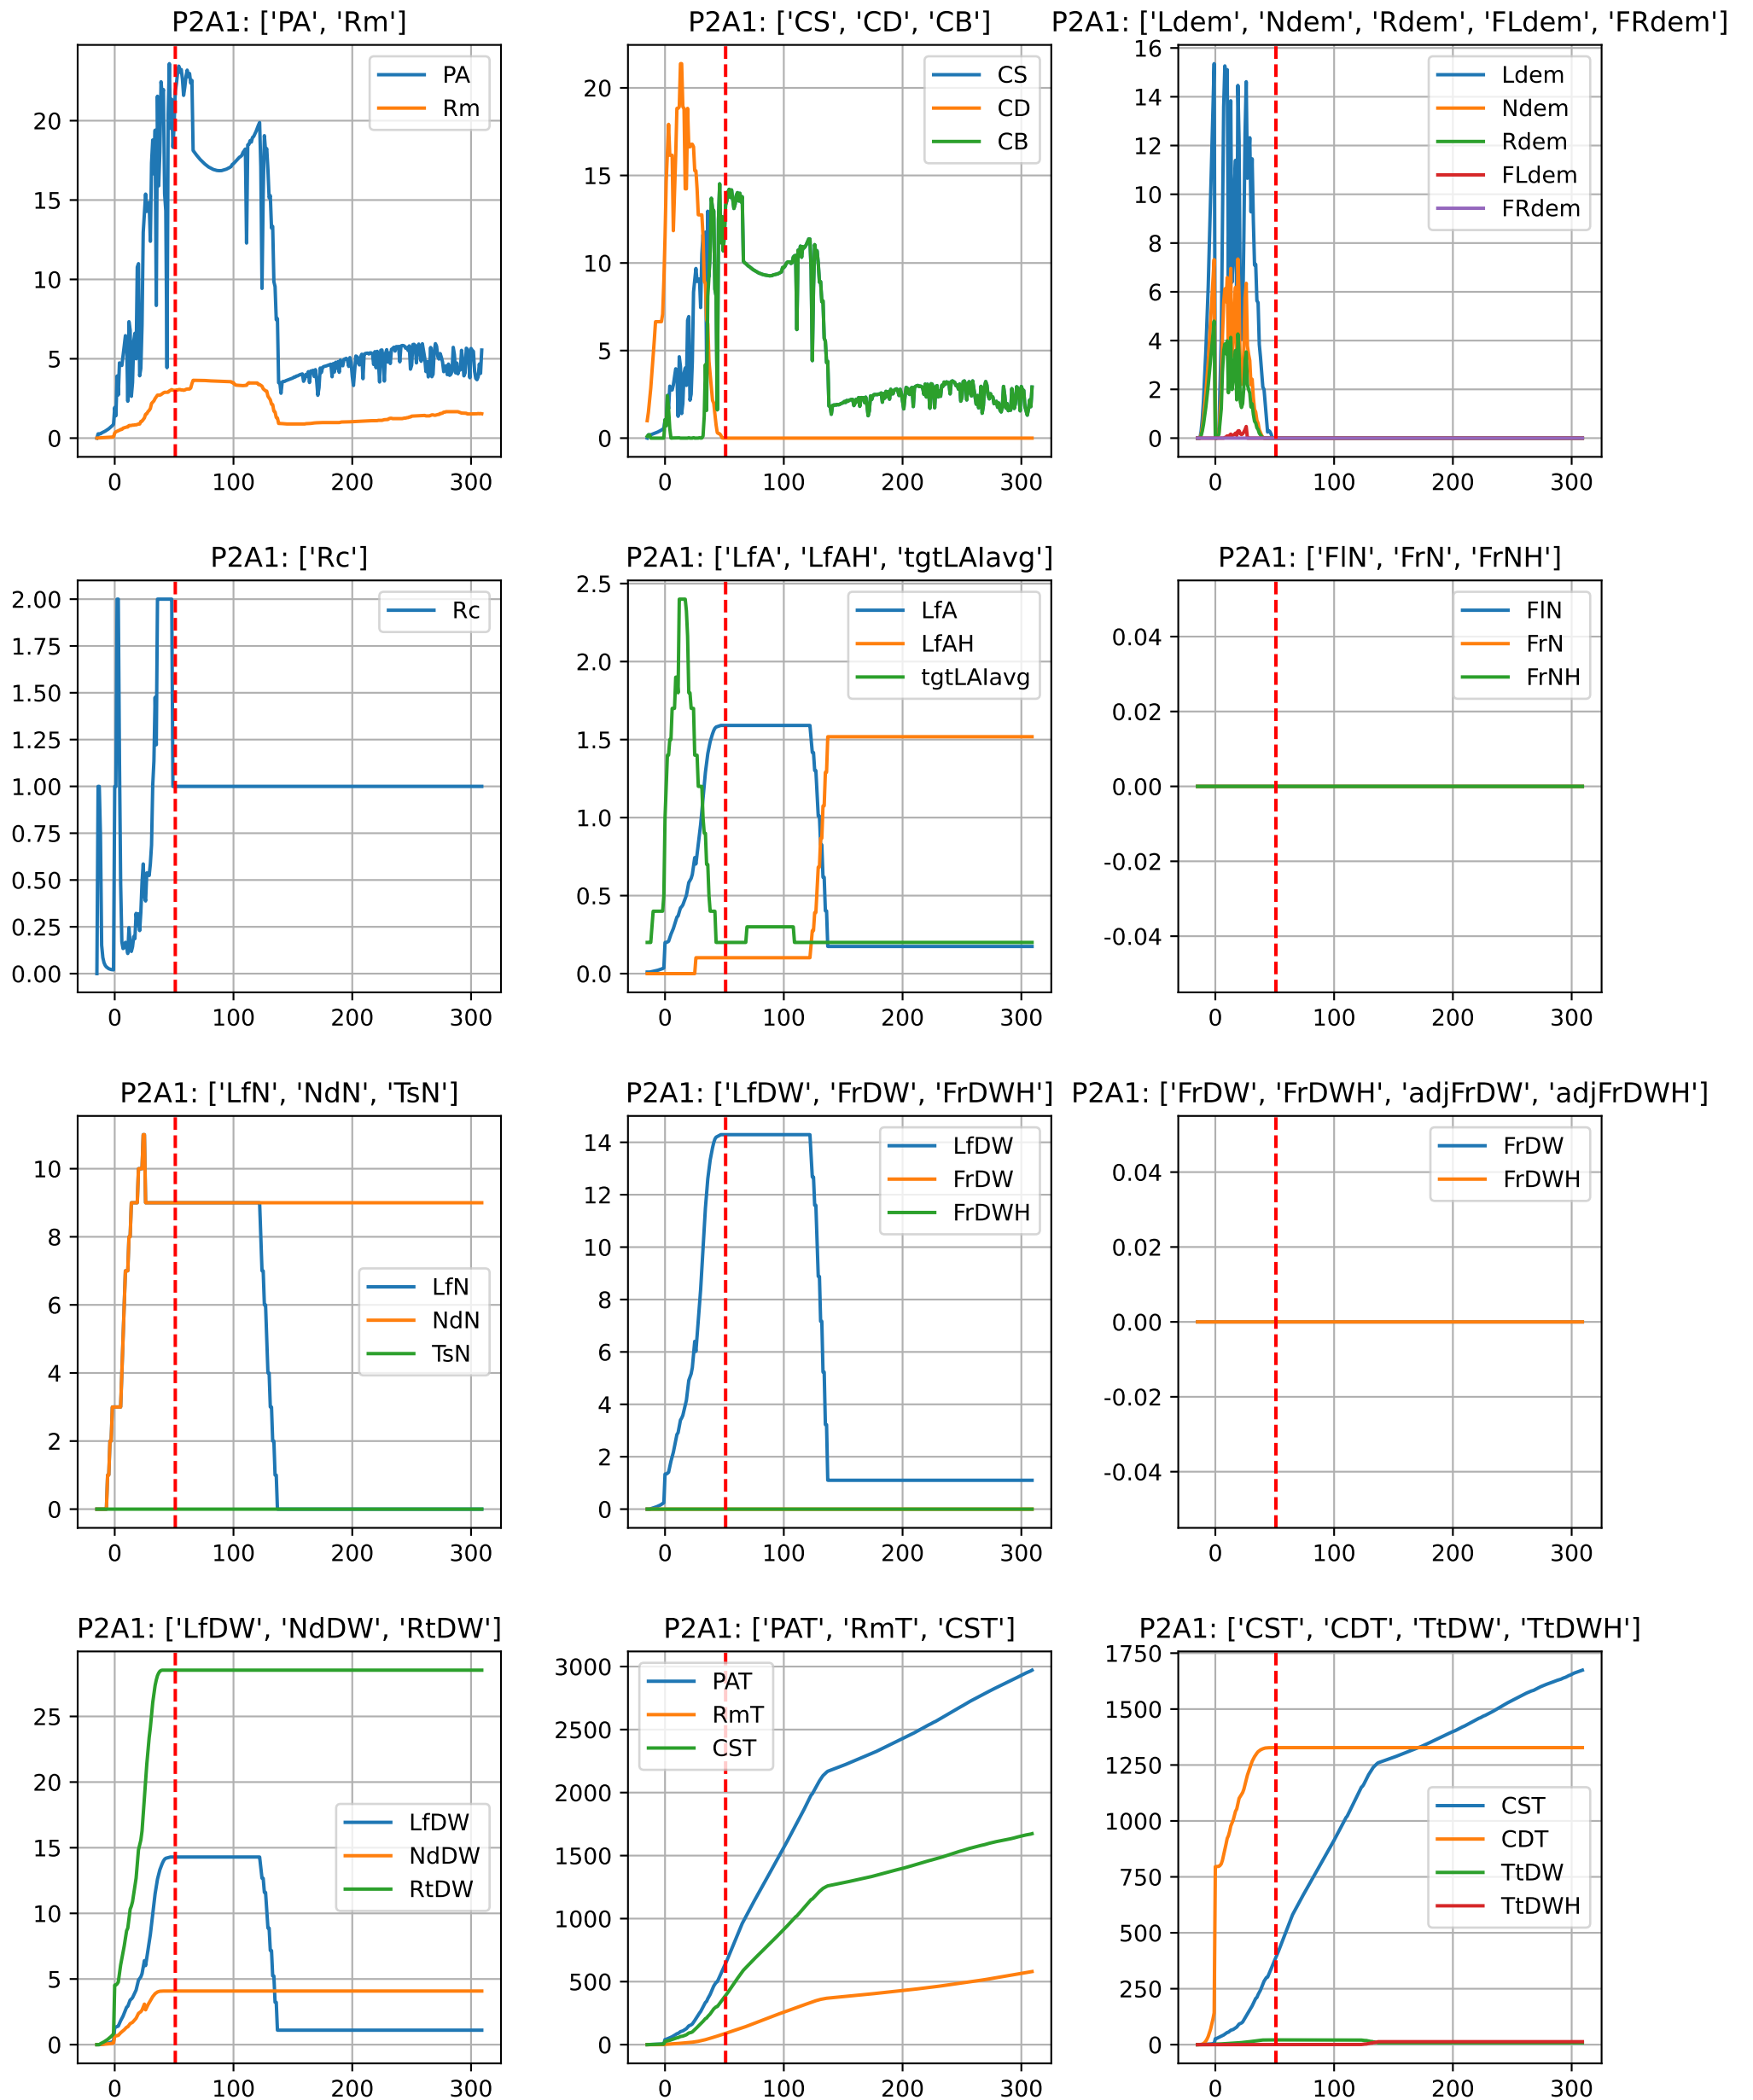 P2A1: ['PA', 'Rm']
P2A1: ['CS', 'CD', 'CB']
P2A1: ['Ldem', 'Ndem', 'Rdem', 'FLdem', 'FRdem']
PA
Rm
20
15
10
5
0
0 100 200 300
CS
CD
CB
20
15
10
5
0
0 100 200 300
Ldem
Ndem
Rdem
FLdem
FRdem
16
14
12
10
8
6
4
2
0
0 100 200 300
P2A1: ['Rc']
P2A1: ['LfA', 'LfAH', 'tgtLAIavg']
P2A1: ['FlN', 'FrN', 'FrNH']
Rc
2.00
1.75
1.50
1.25
1.00
0.75
0.50
0.25
0.00
0 100 200 300
LfA
LfAH
tgtLAIavg
2.5
2.0
1.5
1.0
0.5
0.0
0 100 200 300
FlN
FrN
FrNH
0.04
0.02
0.00
-0.02
-0.04
0 100 200 300
P2A1: ['LfN', 'NdN', 'TsN']
P2A1: ['LfDW', 'FrDW', 'FrDWH']
P2A1: ['FrDW', 'FrDWH', 'adjFrDW', 'adjFrDWH']
LfN
NdN
TsN
10
8
6
4
2
0
0 100 200 300
LfDW
FrDW
FrDWH
14
12
10
8
6
4
2
0
0 100 200 300
FrDW
FrDWH
0.04
0.02
0.00
-0.02
-0.04
0 100 200 300
P2A1: ['LfDW', 'NdDW', 'RtDW']
P2A1: ['PAT', 'RmT', 'CST']
P2A1: ['CST', 'CDT', 'TtDW', 'TtDWH']
LfDW
NdDW
RtDW
25
20
15
10
5
0
0 100 200 300
PAT
RmT
CST
3000
2500
2000
1500
1000
500
0
0 100 200 300
CST
CDT
TtDW
TtDWH
1750
1500
1250
1000
750
500
250
0
0 100 200 300